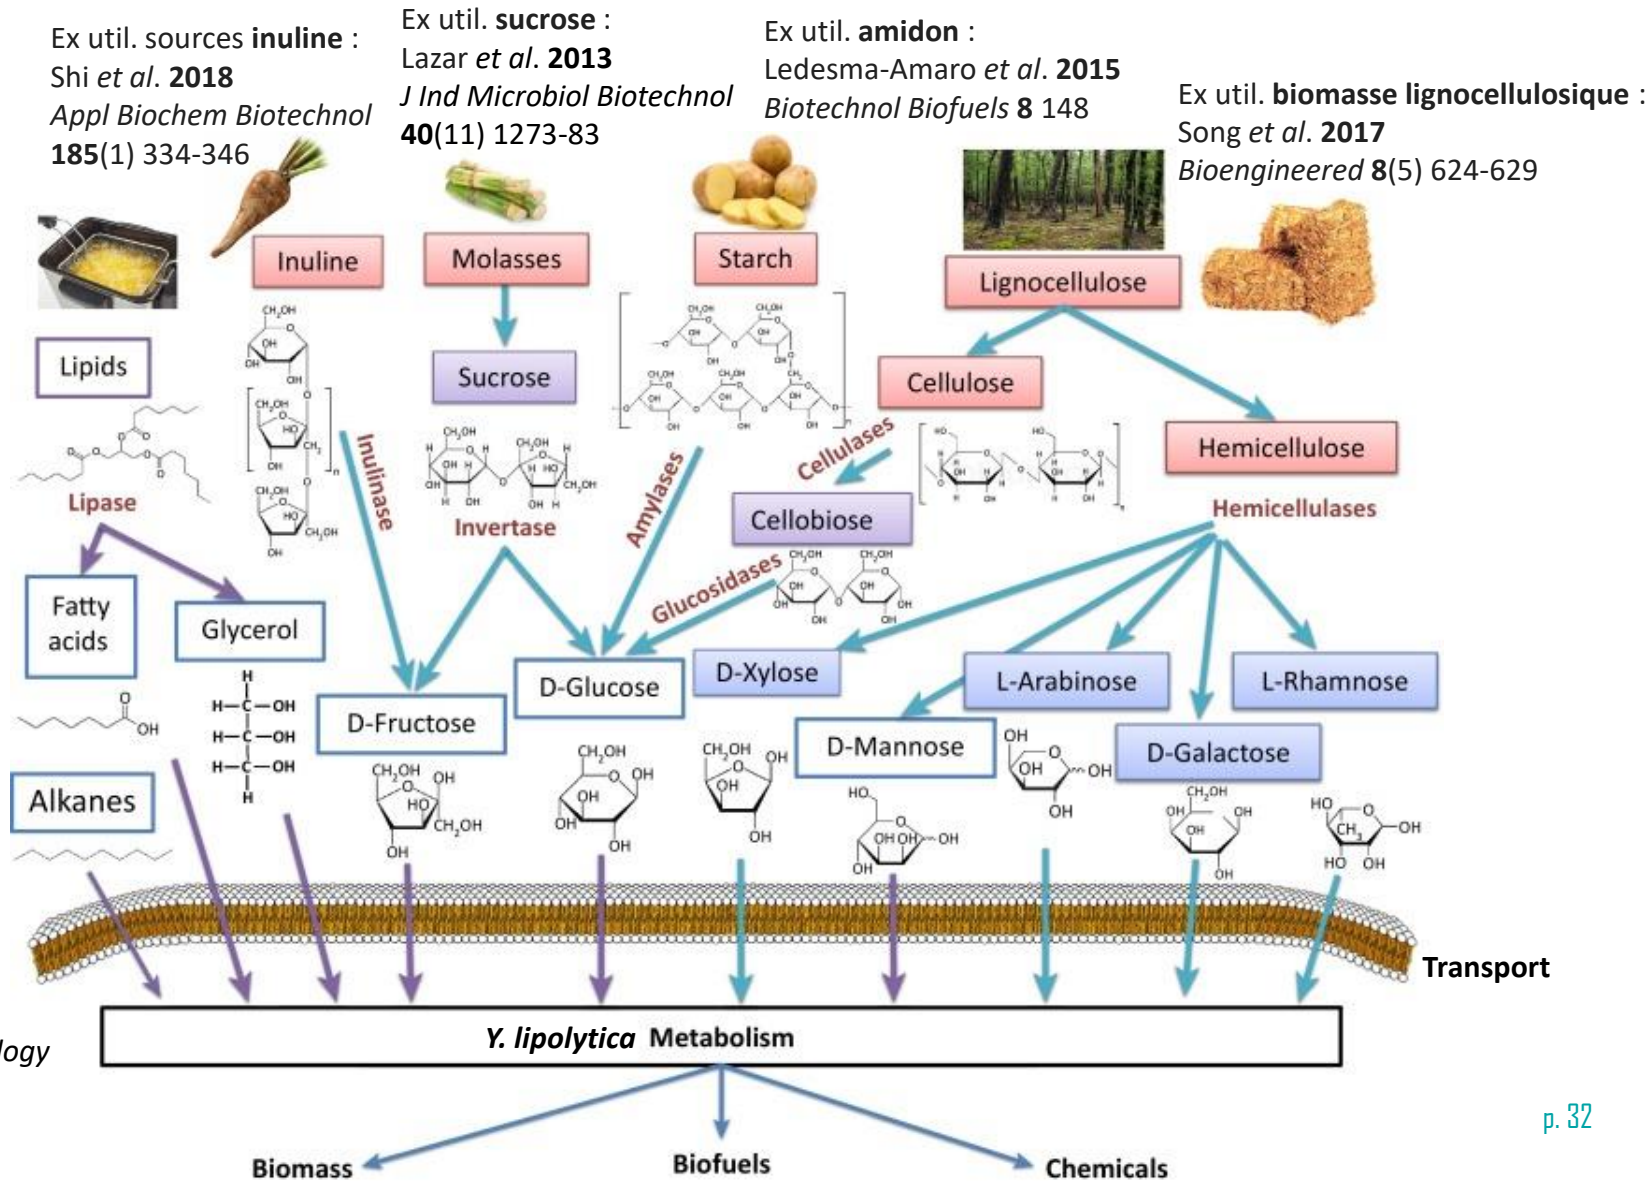 Ex util. sources inuline :
Shi et al. 2018
Appl Biochem Biotechnol
185(1) 334-346
Ex util. sucrose :
Lazar et al. 2013
J Ind Microbiol Biotechnol
40(11) 1273-83
Ex util. amidon :
Ledesma-Amaro et al. 2015
Biotechnol Biofuels 8 148
Ex util. biomasse lignocellulosique :
Song et al. 2017
Bioengineered 8(5) 624-629
Inuline
Molasses
Starch
Lignocellulose
Lipids
Sucrose
Cellulose
Hemicellulose
Lipase
Inulinase
Invertase
Amylases
Cellulases
Cellobiose
Hemicellulases
Glucosidases
Fatty
acids
Glycerol
D-Fructose
D-Glucose
D-Xylose
D-Mannose
L-Arabinose
D-Galactose
L-Rhamnose
Alkanes
Transport
Y. lipolytica Metabolism
logy
Biomass
Biofuels
Chemicals
p. 32